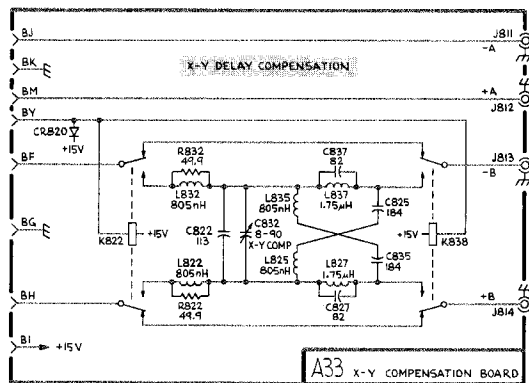 BJ
J811
-A
BK
X-Y DELAY COMPENSATION
BM
+A
J812
BY
CR820
+15V
R832
49.9
C837
82
BF
J813
-B
L832
805nH
L835
805nH
L837
1.75µH
C825
184
C822
113
C832
8-90
X-Y COMP
BG
K822
+15V
+15V
K838
L825
805nH
L827
1.75µH
C835
184
L822
805nH
BH
R822
49.9
C827
82
+B
J814
BI
+15V
A33 X-Y COMPENSATION BOARD